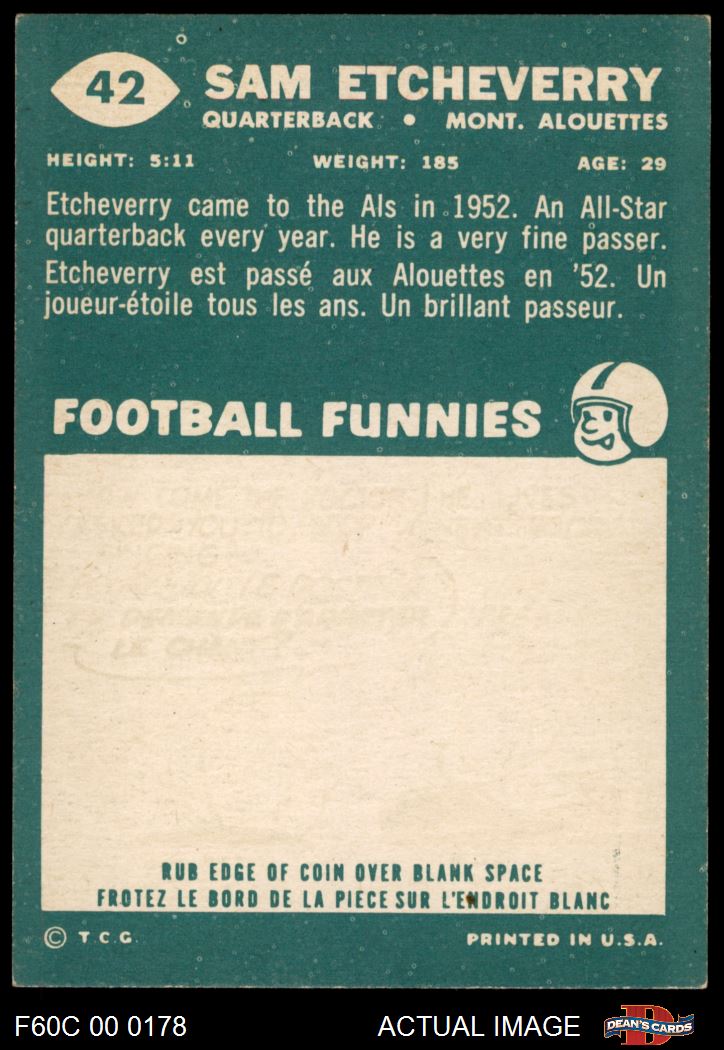 42
SAM ETCHEVERRY
QUARTERBACK • MONT. ALOUETTES
HEIGHT: 5:11 WEIGHT: 185 AGE: 29
Etcheverry came to the Als in 1952. An All-Star
quarterback every year. He is a very fine passer.
Etcheverry est passé aux Alouettes en '52. Un
joueur-étoile tous les ans. Un brillant passeur.
FOOTBALL FUNNIES
RUB EDGE OF COIN OVER BLANK SPACE
FROTEZ LE BORD DE LA PIECE SUR L'ENDROIT BLANC
© T.C.G. PRINTED IN U.S.A.
F60C 00 0178 ACTUAL IMAGE DEAN'S CARDS